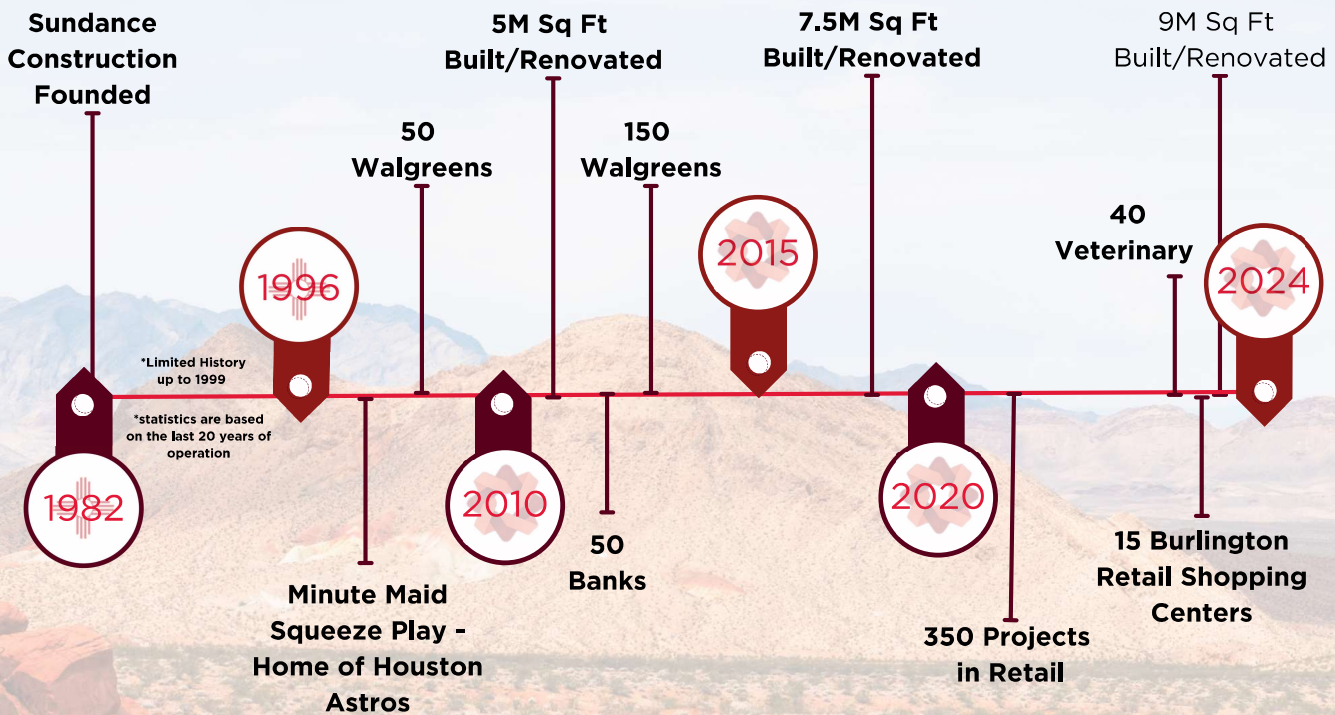 Sundance
Construction
Founded
5M Sq Ft
Built/Renovated
7.5M Sq Ft
Built/Renovated
9M Sq Ft
Built/Renovated
50
Walgreens
150
Walgreens
40
Veterinary
1996
2015
2024
*Limited History
up to 1999
*statistics are based
on the last 20 years of
operation
1982
2010
2020
50
Banks
Minute Maid
Squeeze Play -
Home of Houston
Astros
350 Projects
in Retail
15 Burlington
Retail Shopping
Centers